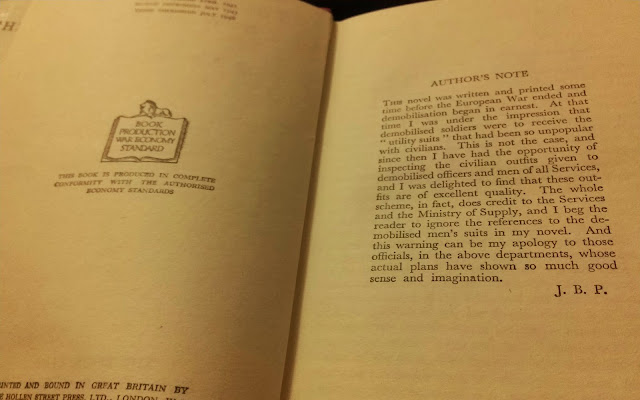 BOOK
PRODUCTION
WAR ECONOMY
STANDARD
THIS BOOK IS PRODUCED IN COMPLETE
CONFORMITY WITH THE AUTHORISED
ECONOMY STANDARDS
PRINTED AND BOUND IN GREAT BRITAIN BY
HOLLEN STREET PRESS, LTD., LONDON
AUTHOR'S NOTE
THIS novel was written and printed some
time before the European War ended and
demobilisation began in earnest. At that
time I was under the impression that
demobilised soldiers were to receive the
" utility suits " that had been so unpopular
with civilians. This is not the case, and
since then I have had the opportunity of
inspecting the civilian outfits given to
demobilised officers and men of all Services,
and I was delighted to find that these out-
fits are of excellent quality. The whole
scheme, in fact, does credit to the Services
and the Ministry of Supply, and I beg the
reader to ignore the references to the de-
mobilised men's suits in my novel. And
this warning can be my apology to those
officials, in the above departments, whose
actual plans have shown so much good
sense and imagination.
J. B. P.